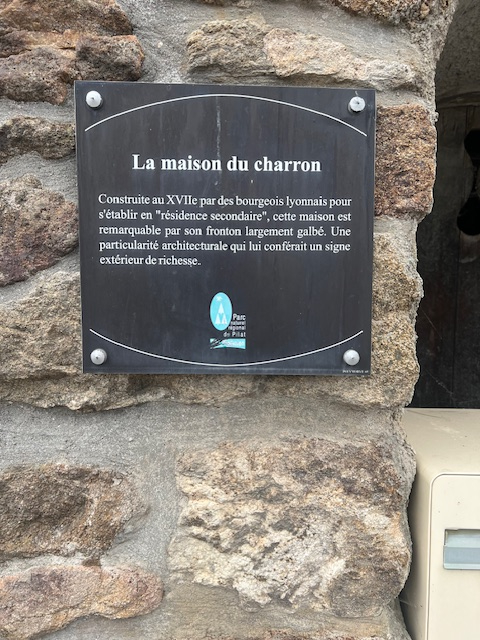 La maison du charron
Construite au XVIIe par des bourgeois lyonnais pour
s'établir en "résidence secondaire", cette maison est
remarquable par son fronton largement galbé. Une
particularité architecturale qui lui conférait un signe
extérieur de richesse.
Parc
naturel
régional
du Pilat